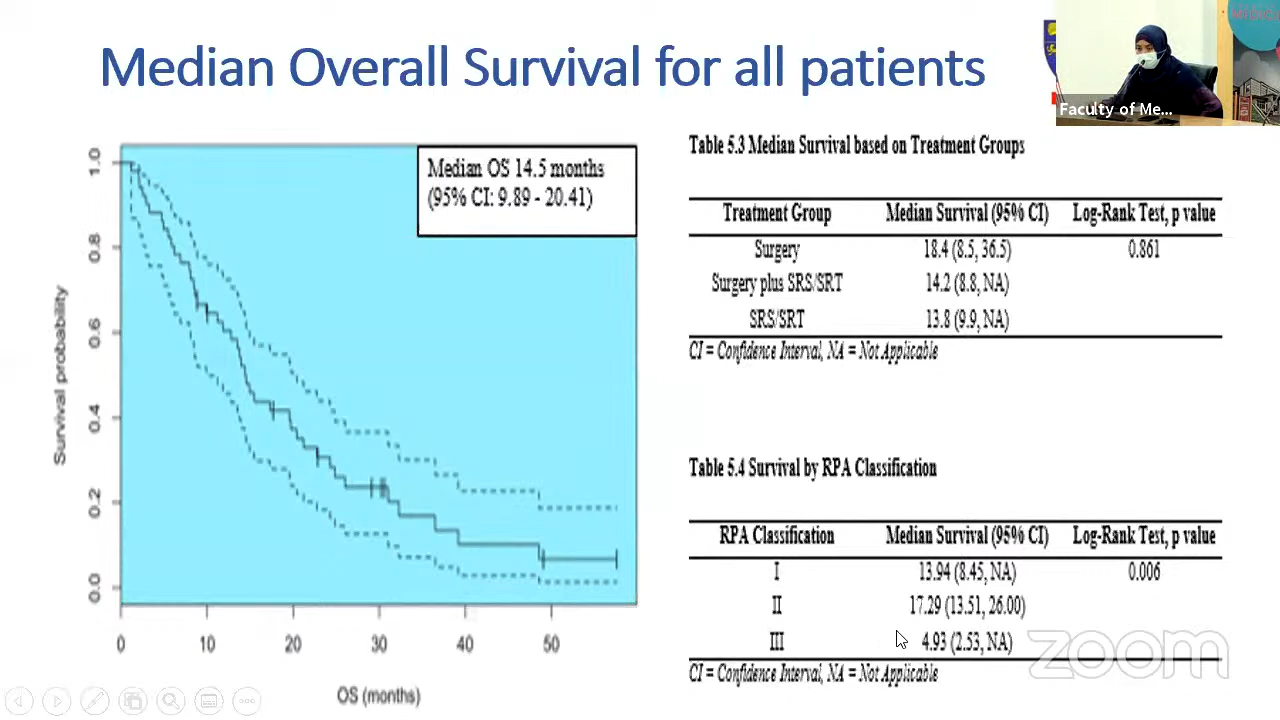 Median Overall Survival for all patients
Faculty of Me...
Median OS 14.5 months
(95% CI: 9.89 - 20.41)
Survival probability
1.0
0.8
0.6
0.4
0.2
0.0
0 10 20 30 40 50
OS (months)
Table 5.3 Median Survival based on Treatment Groups
Treatment Group Median Survival (95% CI) Log-Rank Test, p value
Surgery 18.4 (8.5, 36.5) 0.861
Surgery plus SRS/SRT 14.2 (8.8, NA)
SRS/SRT 13.8 (9.9, NA)
CI = Confidence Interval, NA = Not Applicable
Table 5.4 Survival by RPA Classification
RPA Classification Median Survival (95% CI) Log-Rank Test, p value
I 13.94 (8.45, NA) 0.006
II 17.29 (13.51, 26.00)
III 4.93 (2.53, NA)
CI = Confidence Interval, NA = Not Applicable
zoom